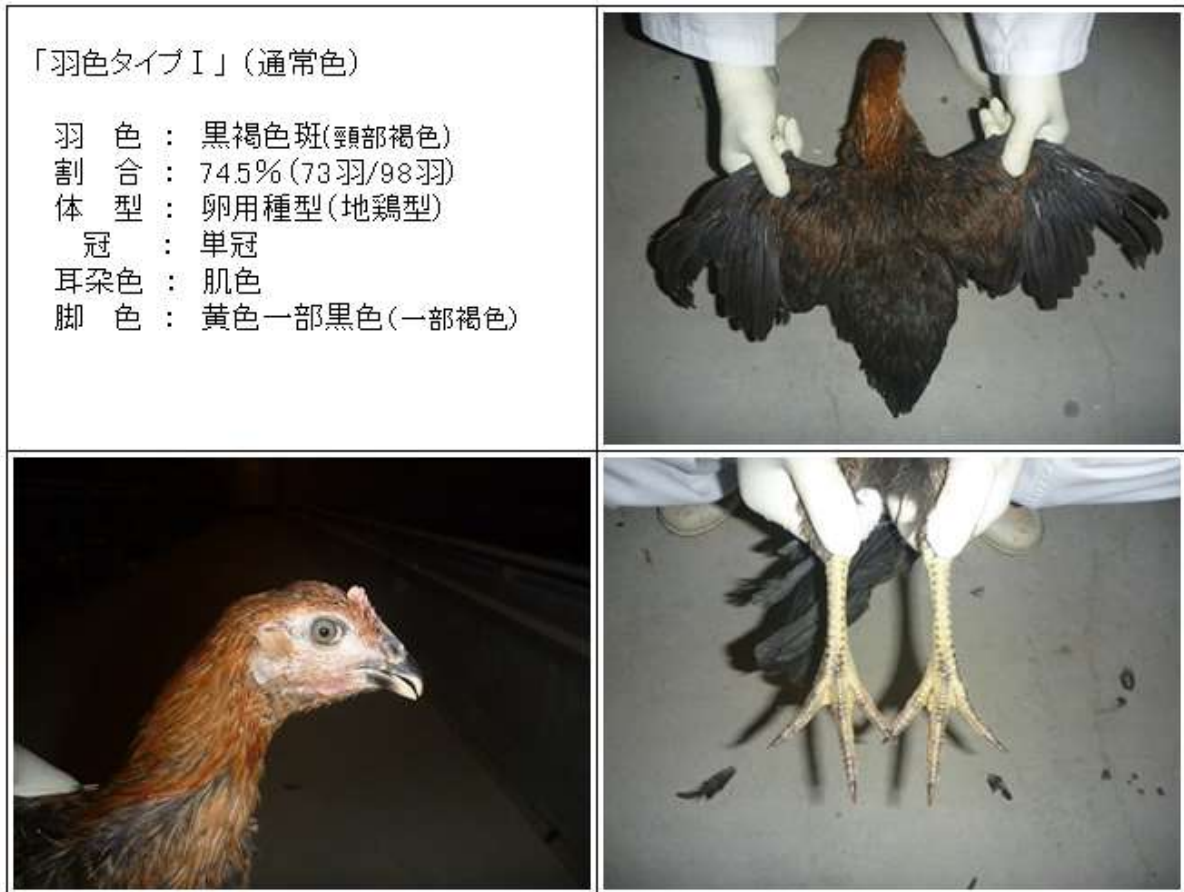 「羽色タイプⅠ」(通常色)
羽 色 : 黒褐色斑(頸部褐色)
割 合 : 74.5%(73羽/98羽)
体 型 : 卵用種型(地鶏型)
冠 : 単冠
耳朶色 : 肌色
脚 色 : 黄色一部黒色(一部褐色)